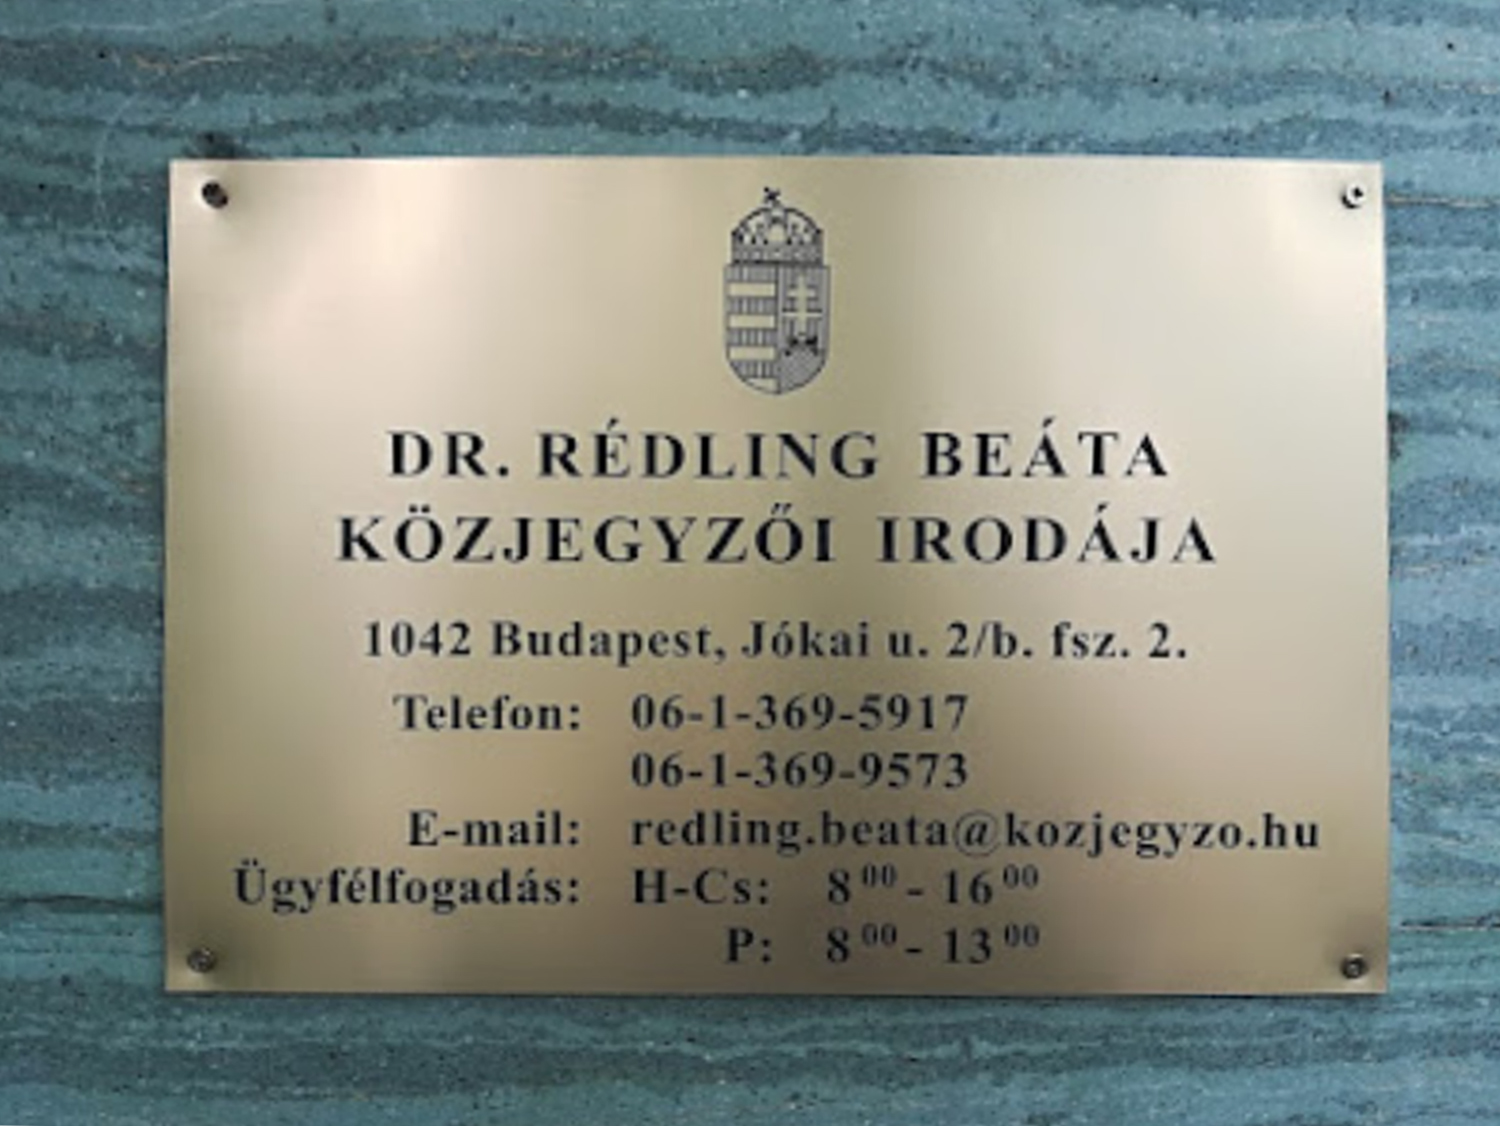 DR. RÉDLING BEÁTA
KÖZJEGYZŐI IRODÁJA
1042 Budapest, Jókai u. 2/b. fsz. 2.
Telefon: 06-1-369-5917
06-1-369-9573
E-mail: redling.beata@kozjegyzo.hu
Ügyfélfogadás: H-Cs: 8⁰⁰- 16⁰⁰
P: 8⁰⁰- 13⁰⁰